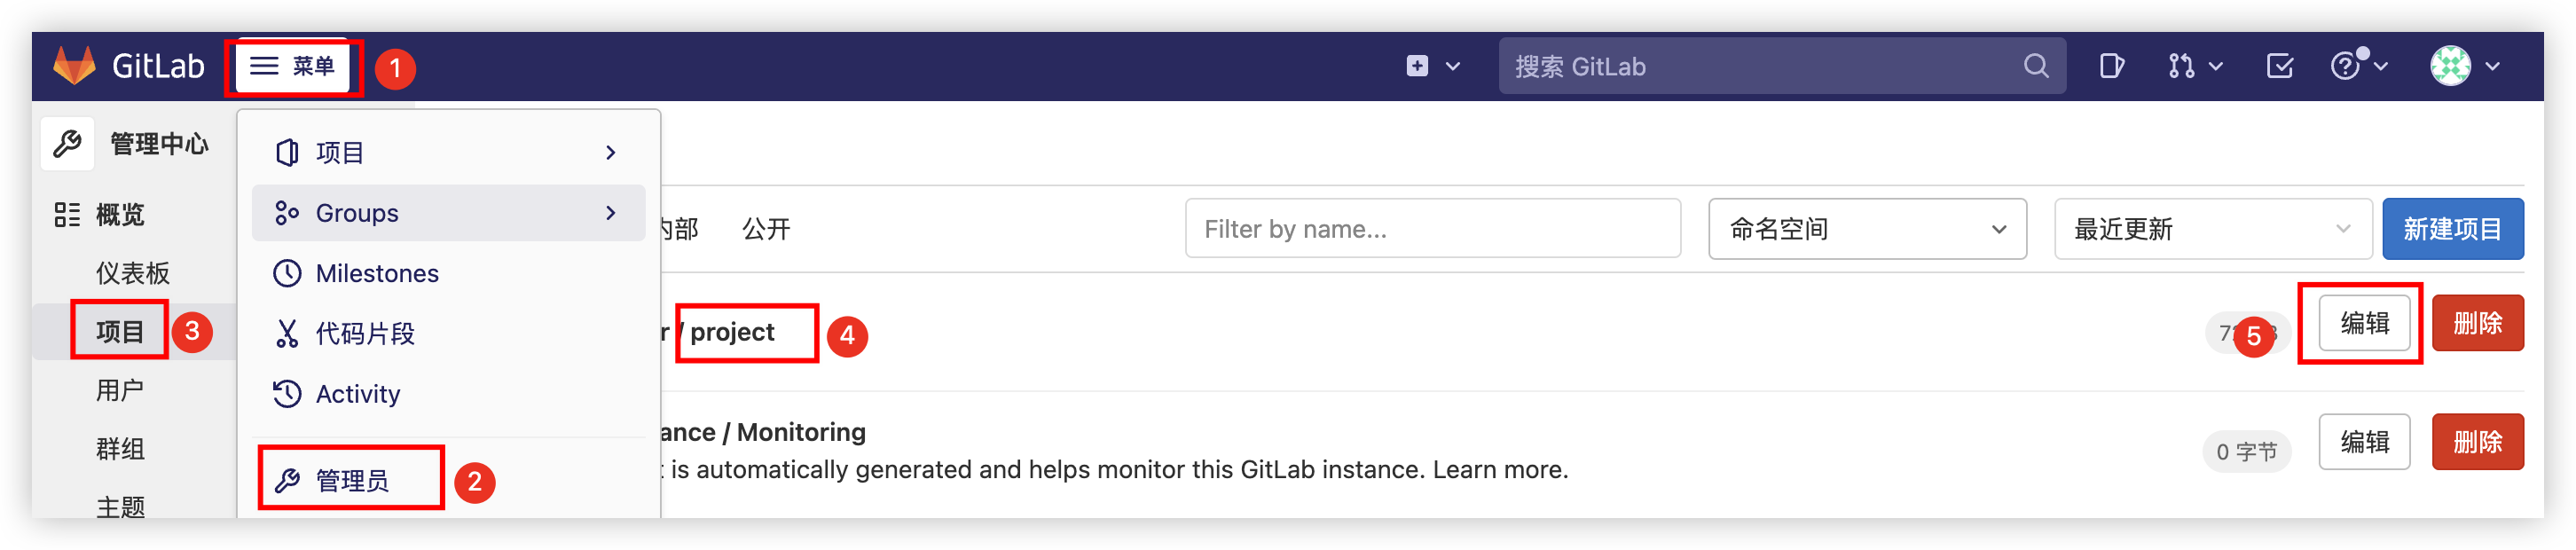 GitLab 菜单 1 搜索 GitLab
管理中心
项目
概览
Groups
内部 公开 Filter by name... 命名空间 最近更新 新建项目
仪表板
Milestones
项目 3
代码片段
r / project 4 5 编辑 删除
用户
Activity
ance / Monitoring
群组
t is automatically generated and helps monitor this GitLab instance. Learn more.
0 字节 编辑 删除
管理员 2
主题